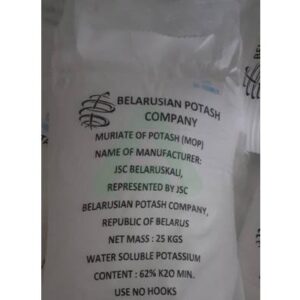 BELARUSIAN POTASH
COMPANY
MURIATE OF POTASH (MOP)
NAME OF MANUFACTURER:
JSC BELARUSKALI,
REPRESENTED BY JSC
BELARUSIAN POTASH COMPANY,
REPUBLIC OF BELARUS
NET MASS : 25 KGS
WATER SOLUBLE POTASSIUM
CONTENT : 62% K2O MIN.
USE NO HOOKS